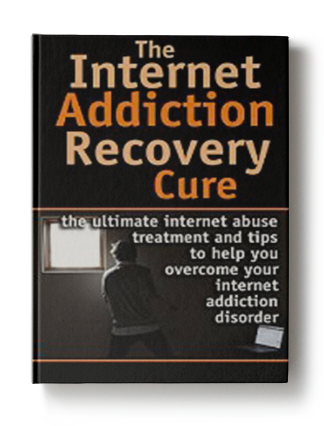 The
Internet
Addiction
Recovery
Cure
the ultimate internet abuse
treatment and tips
to help you
overcome your
internet
addiction
disorder